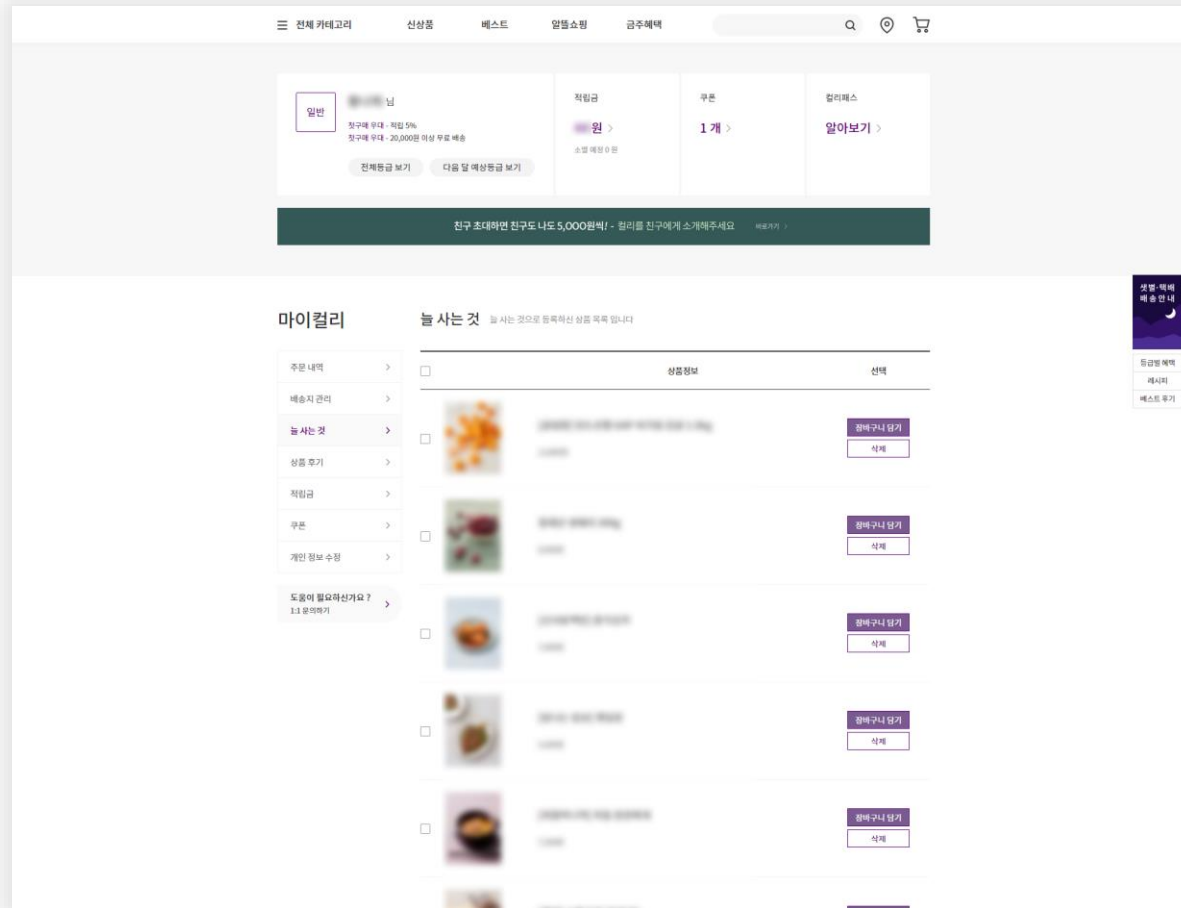 전체 카테고리
신상품
베스트
알뜰쇼핑
금주혜택
일반
님
첫구매 우대 - 적립 5%
첫구매 우대 - 20,000원 이상 무료 배송
전체등급 보기
다음 달 예상등급 보기
적립금
원 >
소멸 예정 0 원
쿠폰
1 개 >
컬리패스
알아보기 >
친구 초대하면 친구도 나도 5,000원씩! - 컬리를 친구에게 소개해주세요 바로가기 >
샛별·택배
배송안내
등급별 혜택
레시피
베스트 후기
마이컬리
주문 내역
배송지 관리
늘 사는 것
상품 후기
적립금
쿠폰
개인 정보 수정
도움이 필요하신가요 ?
1:1 문의하기
늘 사는 것 늘 사는 것으로 등록하신 상품 목록 입니다
상품정보
선택
장바구니 담기
삭제
장바구니 담기
삭제
장바구니 담기
삭제
장바구니 담기
삭제
장바구니 담기
삭제